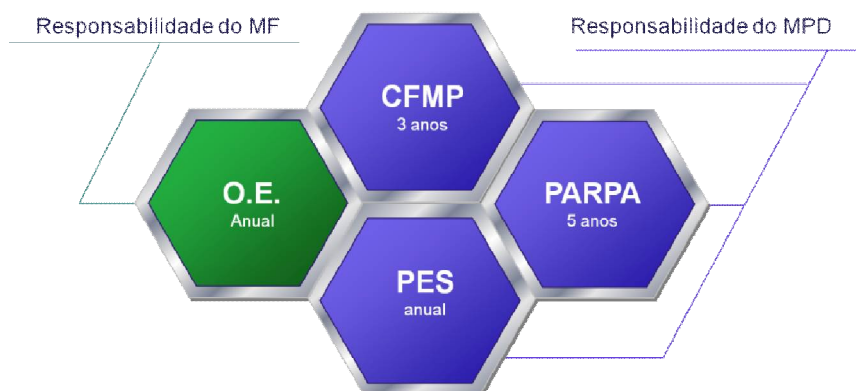 Responsabilidade do MF
Responsabilidade do MPD
CFMP
3 anos
O.E.
Anual
PARPA
5 anos
PES
anual